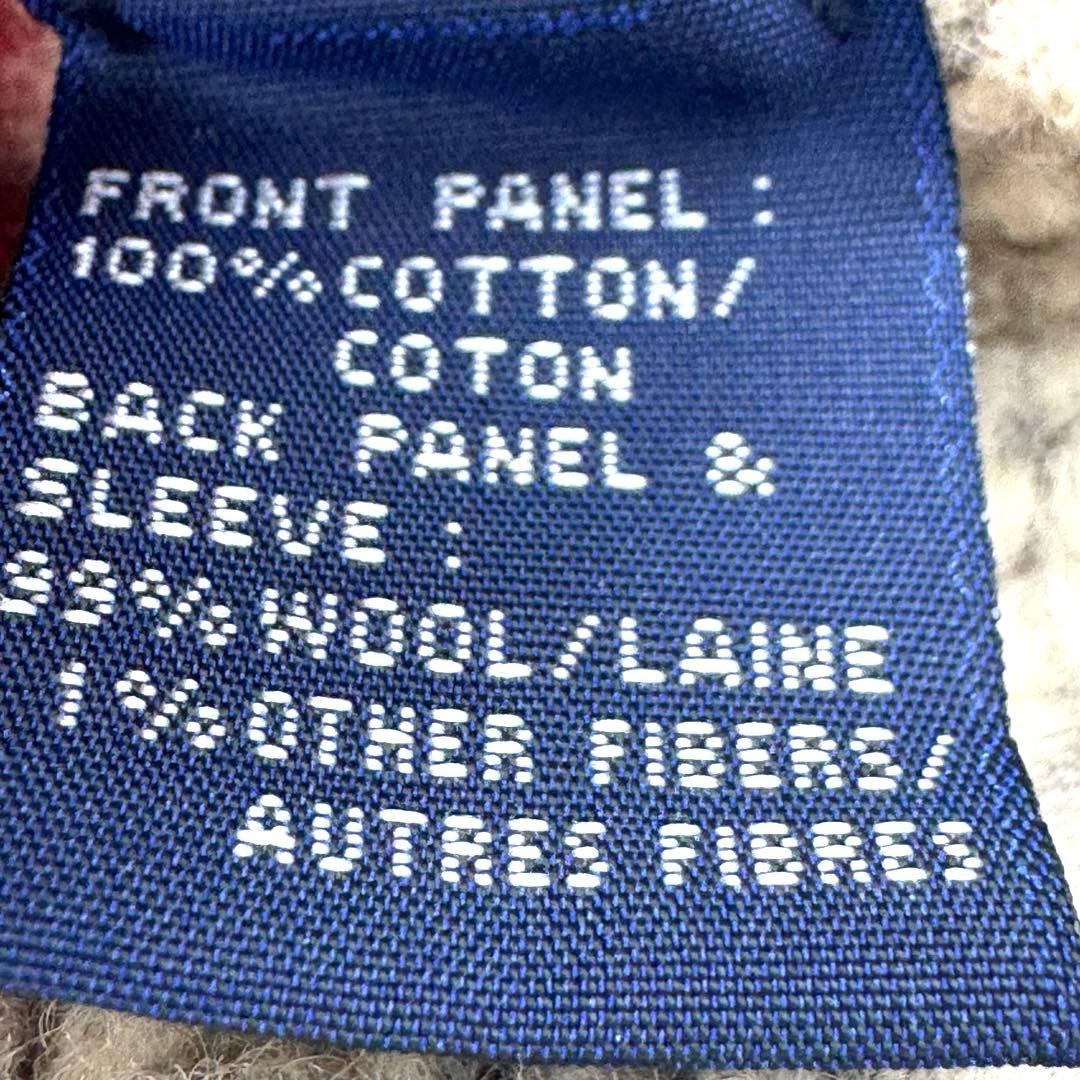 FRONT PANEL :
100% COTTON/
COTON
BACK PANEL &
SLEEVE :
99% WOOL/LAINE
1% OTHER FIBERS/
AUTRES FIBRES